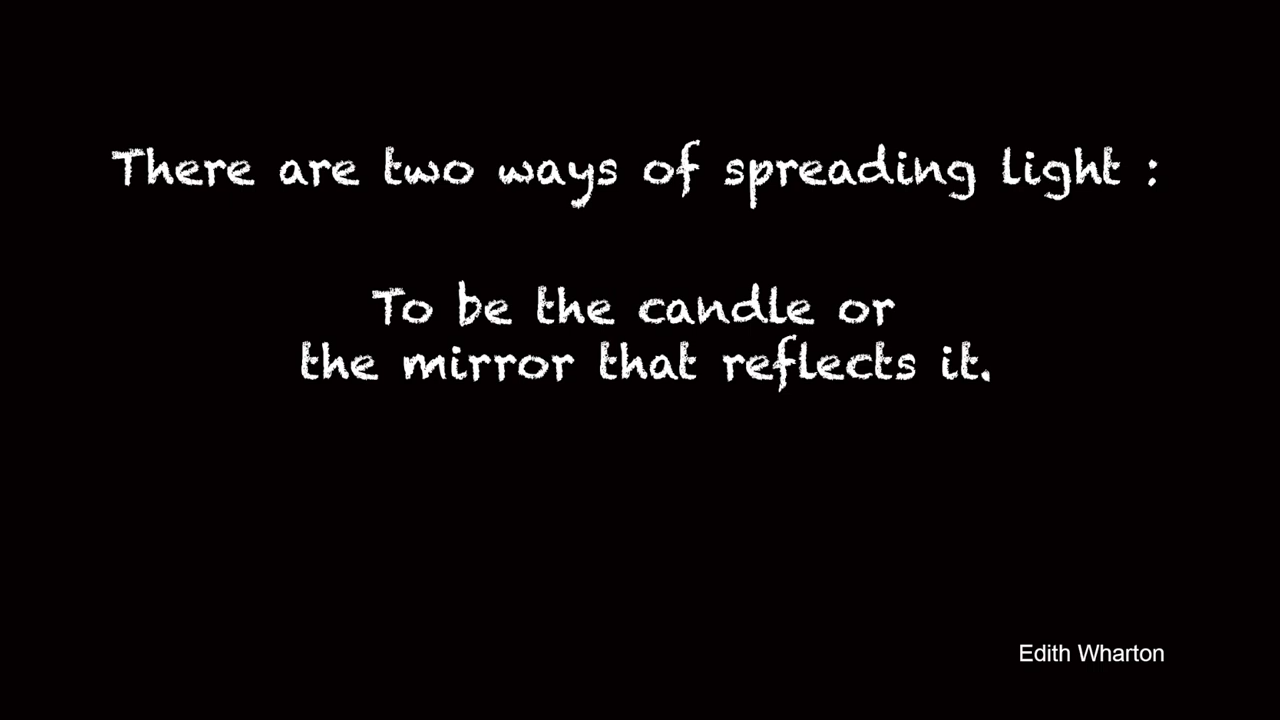 There are two ways of spreading light :
To be the candle or
the mirror that reflects it.
Edith Wharton